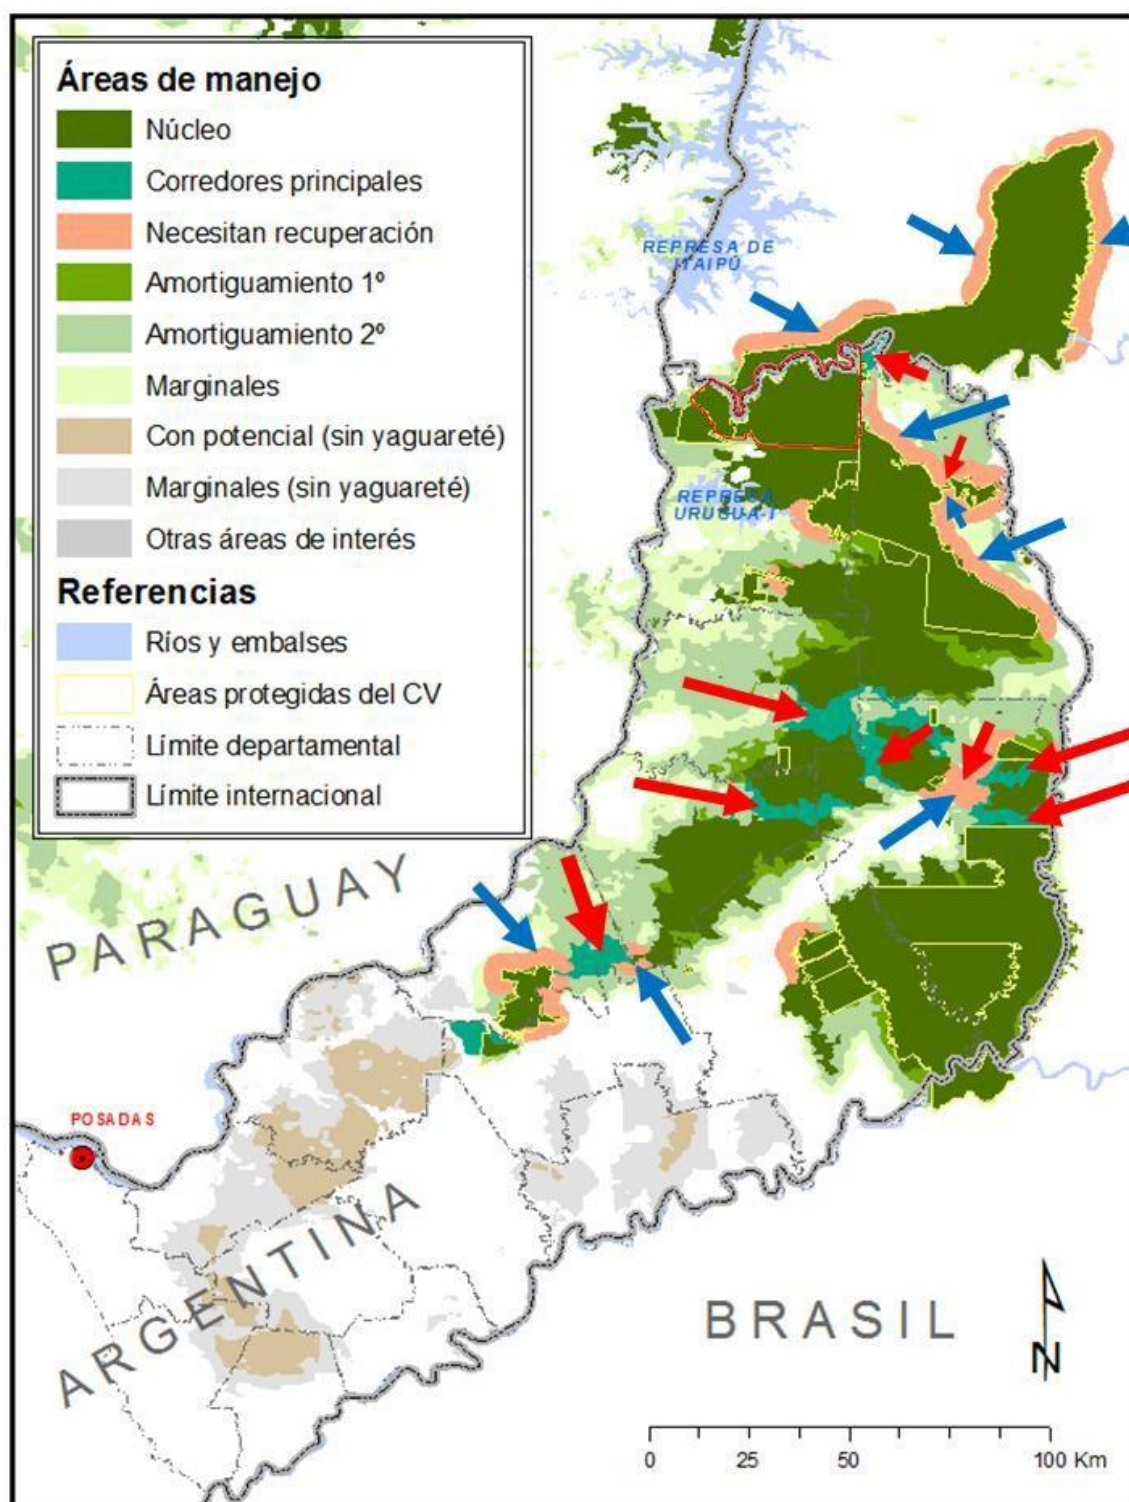 Áreas de manejo
Núcleo
Corredores principales
Necesitan recuperación
Amortiguamiento 1º
Amortiguamiento 2º
Marginales
Con potencial (sin yaguareté)
Marginales (sin yaguareté)
Otras áreas de interés
Referencias
Ríos y embalses
Áreas protegidas del CV
Límite departamental
Límite internacional
REPRESA DE
ITAIPÚ
REPRESA
URUGUA-I
PARAGUAY
POSADAS
ARGENTINA
BRASIL
N
0 25 50 100 Km